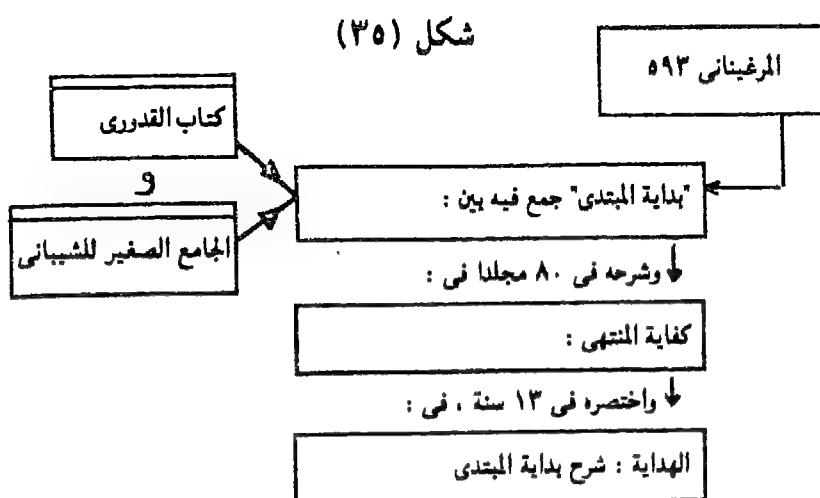 شكل (٣٥)
المرغينانى ٥٩٣
كتاب القدورى
و
الجامع الصغير للشيبانى
"بداية المبتدى" جمع فيه بين :
وشرحه فى ٨٠ مجلدا فى :
كفاية المنتهى :
واختصره فى ١٣ سنة ، فى :
الهداية : شرح بداية المبتدى